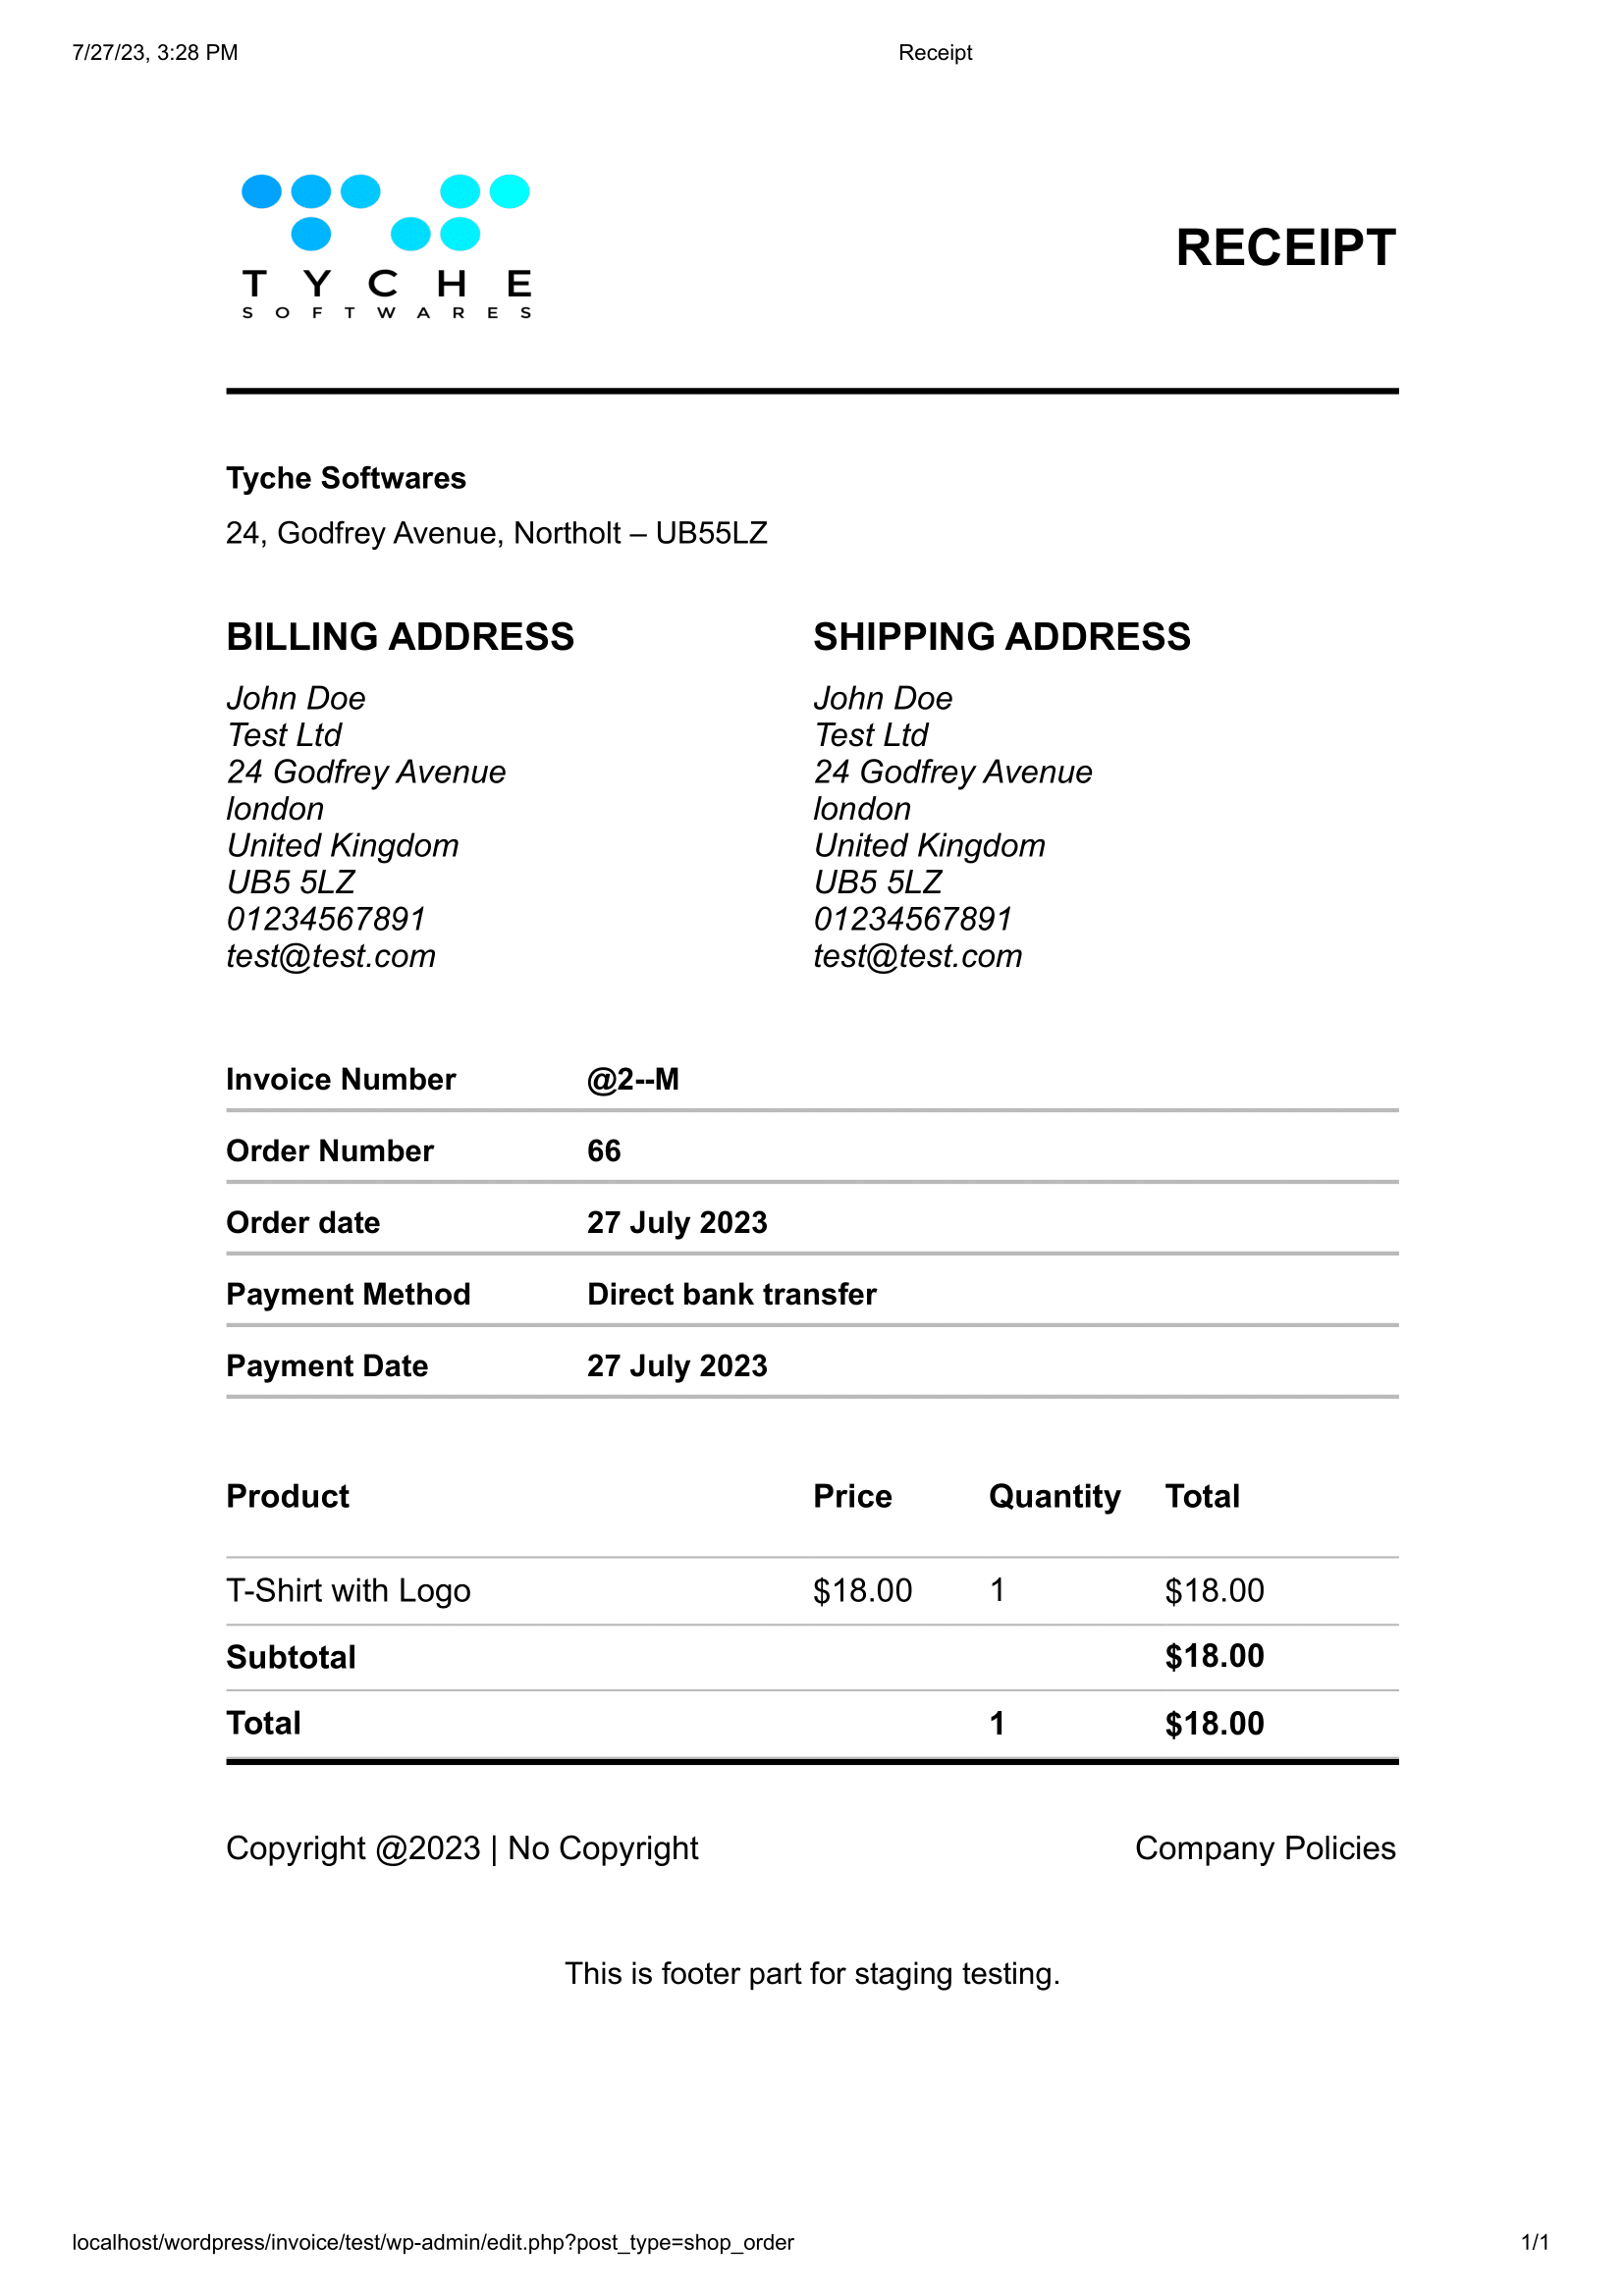 7/27/23, 3:28 PM Receipt
TYCHE
SOFTWARES
RECEIPT
Tyche Softwares
24, Godfrey Avenue, Northolt – UB55LZ
BILLING ADDRESS
John Doe
Test Ltd
24 Godfrey Avenue
london
United Kingdom
UB5 5LZ
01234567891
test@test.com
SHIPPING ADDRESS
John Doe
Test Ltd
24 Godfrey Avenue
london
United Kingdom
UB5 5LZ
01234567891
test@test.com
Invoice Number @2--M
Order Number 66
Order date 27 July 2023
Payment Method Direct bank transfer
Payment Date 27 July 2023
Product Price Quantity Total
T-Shirt with Logo $18.00 1 $18.00
Subtotal $18.00
Total 1 $18.00
Copyright @2023 | No Copyright Company Policies
This is footer part for staging testing.
localhost/wordpress/invoice/test/wp-admin/edit.php?post_type=shop_order 1/1